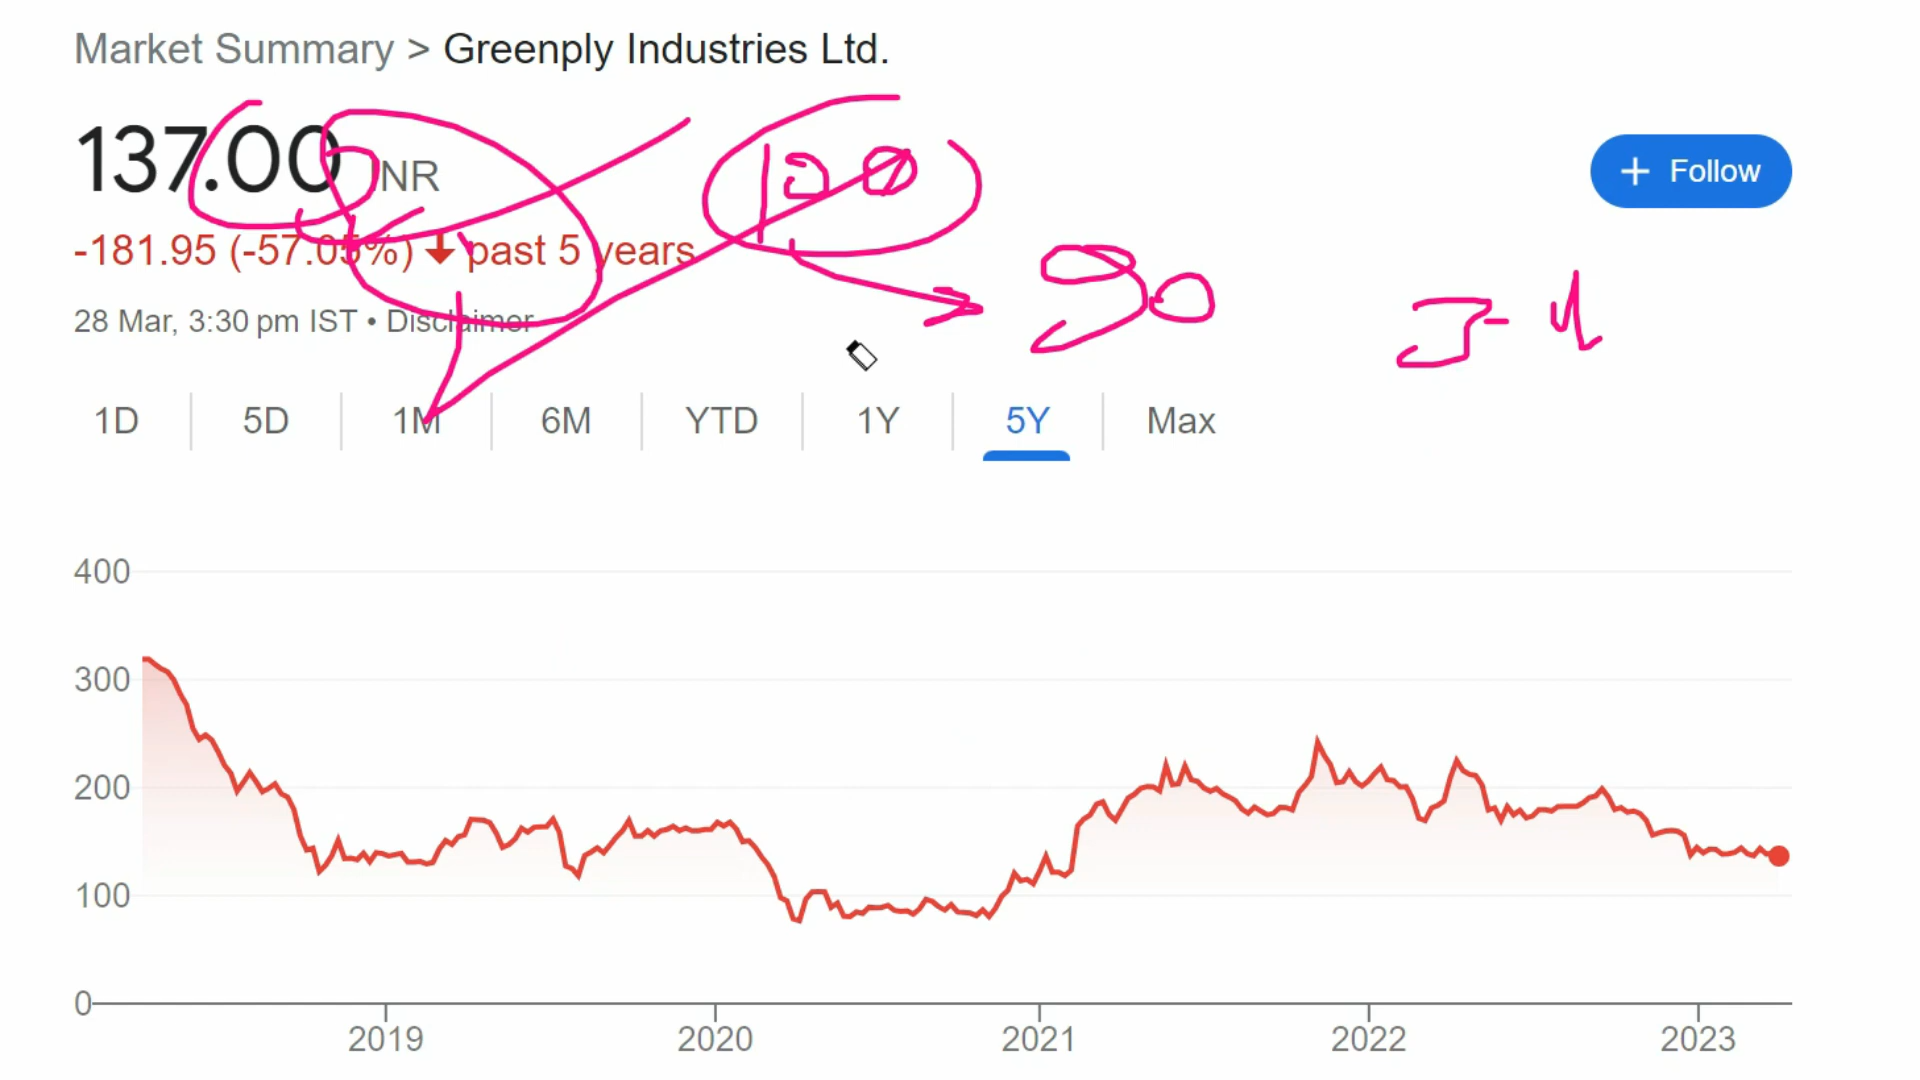 Market Summary > Greenply Industries Ltd.
137.00 INR
+ Follow
-181.95 (-57.05%) past 5 years
28 Mar, 3:30 pm IST • Disclaimer
90
1D 5D 1M 6M YTD 1Y 5Y Max
400
300
200
100
0
2019 2020 2021 2022 2023